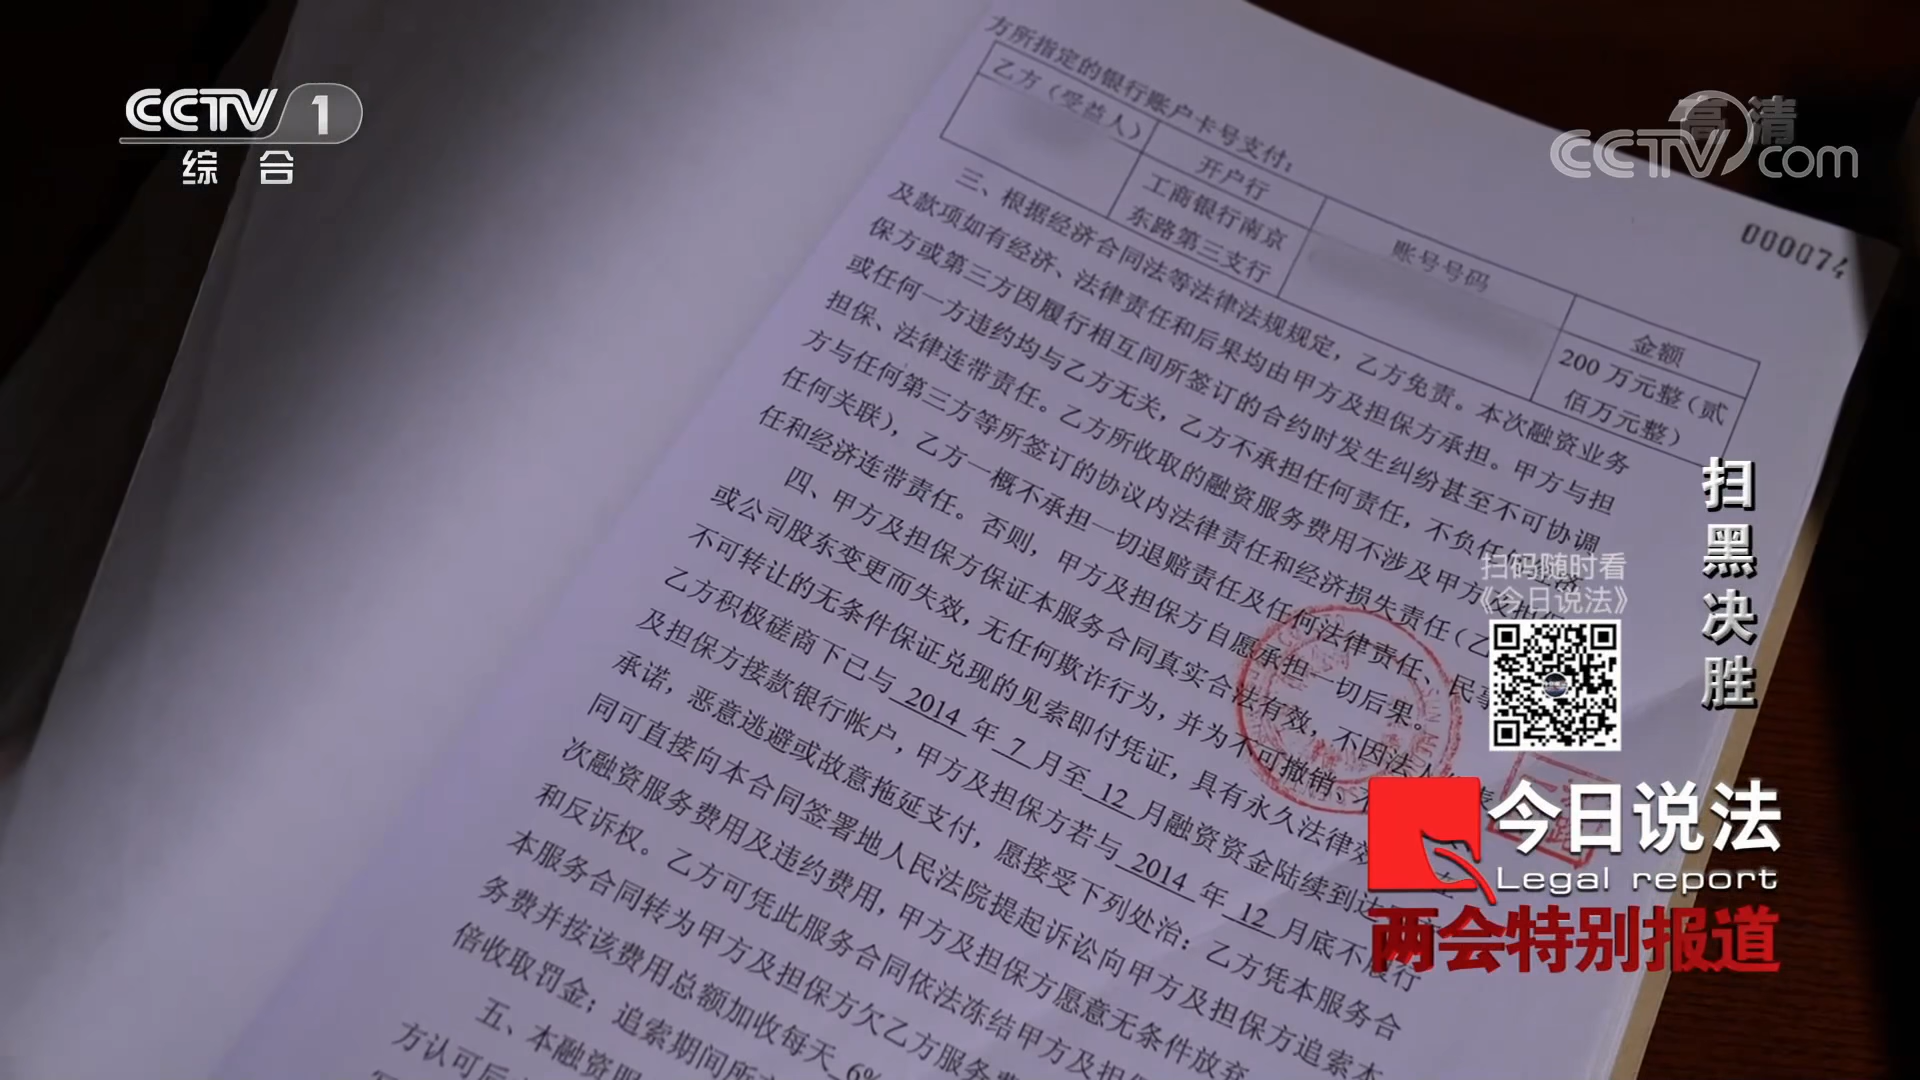 CCTV 1
综合
高清
CCTV com
000074
方所指定的银行账户卡号支付：
乙方（受益人） 开户行 账号号码 金额
工商银行南京东路第三支行 200 万元整（贰佰万元整）
三、根据经济合同法等法律法规规定，乙方免责。本次融资业务
及款项如有经济、法律责任和后果均由甲方及担保方承担。甲方与担
保方或第三方因履行相互间所签订的合约时发生纠纷甚至不可协调
或任何一方违约均与乙方无关，乙方不承担任何责任，不负任
担保、法律连带责任。乙方所收取的融资服务费用不涉及甲方
方与任何第三方等所签订的协议内法律责任和经济损失责任（乙
任何关联），乙方一概不承担一切退赔责任及任何法律责任、民事
任和经济连带责任。否则，甲方及担保方自愿承担一切后果。
四、甲方及担保方保证本服务合同真实合法有效，不因法人
或公司股东变更而失效，无任何欺诈行为，并为不可撤销、不
不可转让的无条件保证兑现的见索即付凭证，具有永久法律效
乙方积极磋商下已与 2014 年 7 月至 12 月融资资金陆续到达
及担保方接款银行帐户，甲方及担保方若与 2014 年 12 月底不履行
承诺，恶意逃避或故意拖延支付，愿接受下列处治：乙方凭本服务合
同可直接向本合同签署地人民法院提起诉讼向甲方及担保方追索本
次融资服务费用及违约费用，甲方及担保方愿意无条件放弃
和反诉权。乙方可凭此服务合同依法冻结甲方及担
本服务合同转为甲方及担保方欠乙方服务费
务费并按该费用总额加收每天 6%
倍收取罚金；追索期间所
五、本融资服
方认可后
扫黑决胜
扫码随时看
《今日说法》
今日说法
Legal report
两会特别报道